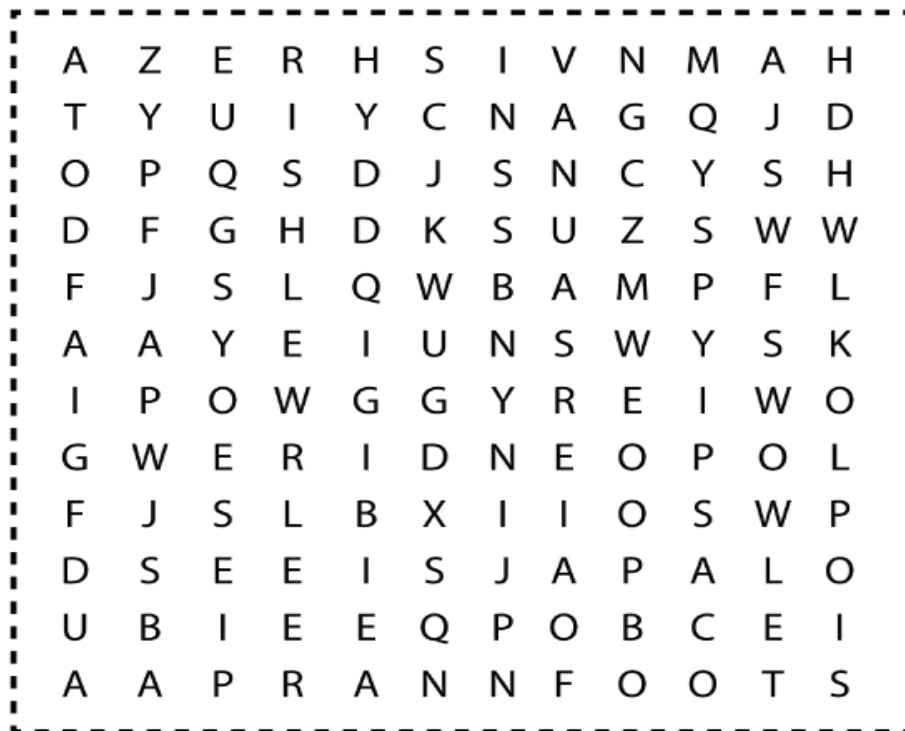 A Z E R H S I V N M A H
T Y U I Y C N A G Q J D
O P Q S D J S N C Y S H
D F G H D K S U Z S W W
F J S L Q W B A M P F L
A A Y E I U N S W Y S K
I P O W G G Y R E I W O
G W E R I D N E O P O L
F J S L B X I I O S W P
D S E E I S J A P A L O
U B I E E Q P O B C E I
A A P R A N N F O O T S